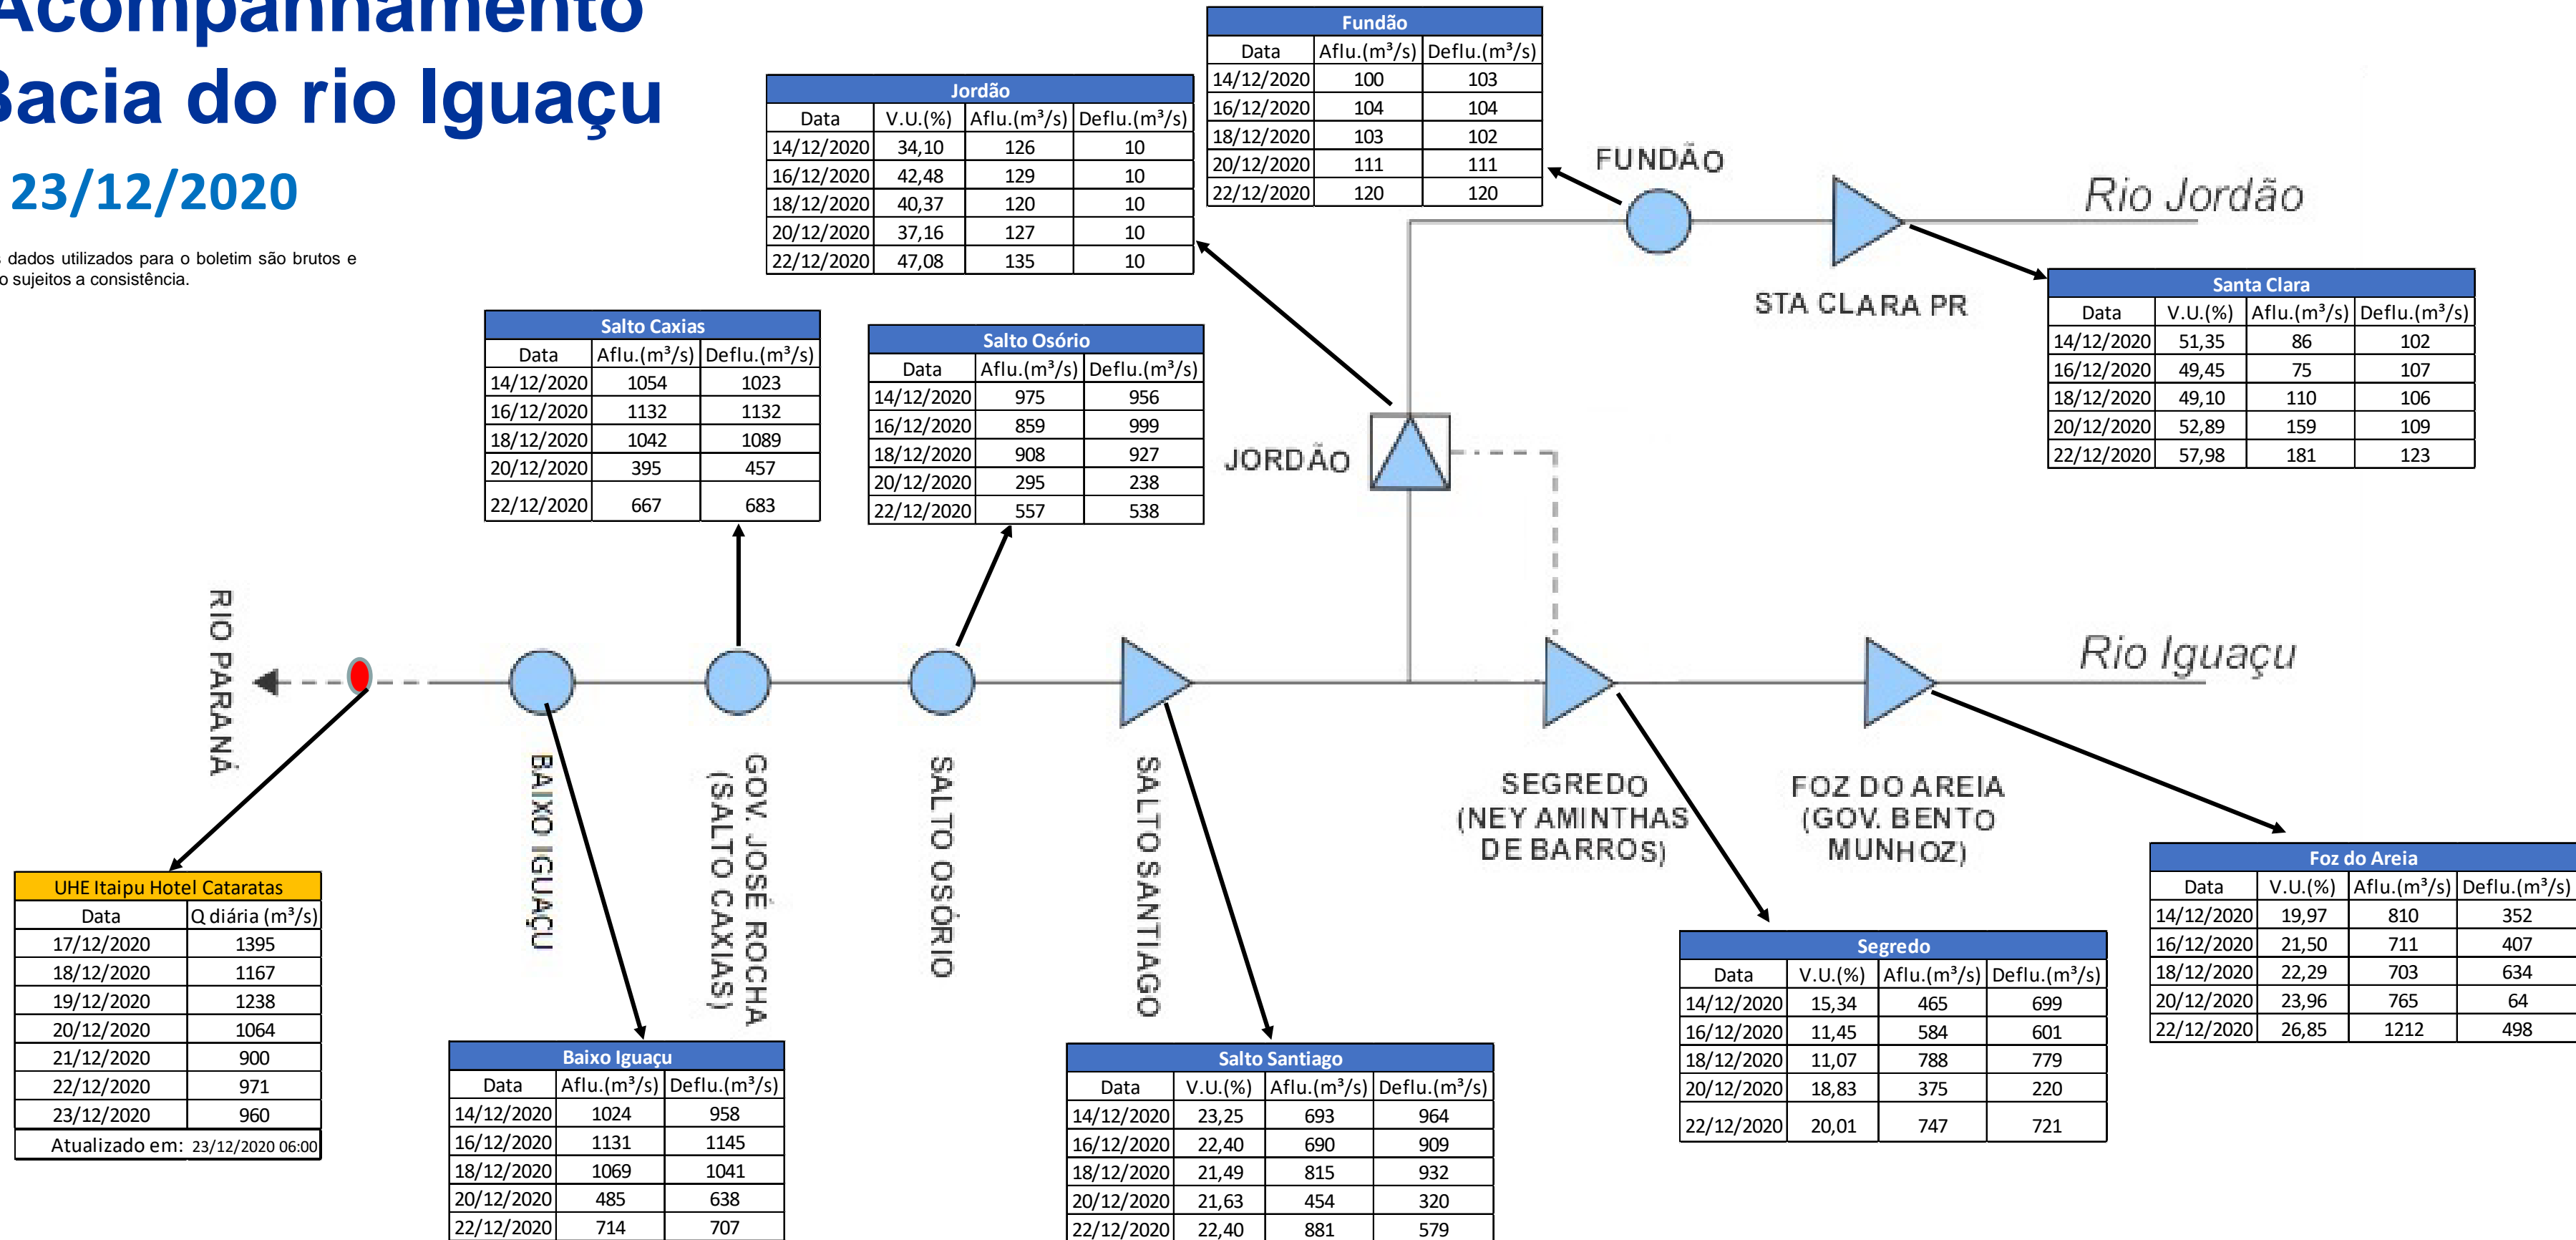 Acompanhamento
Bacia do rio Iguaçu
23/12/2020
dados utilizados para o boletim são brutos e
sujeitos a consistência.
Fundão
Data Aflu.(m³/s) Deflu.(m³/s)
14/12/2020 100 103
16/12/2020 104 104
18/12/2020 103 102
20/12/2020 111 111
22/12/2020 120 120
Jordão
Data V.U.(%) Aflu.(m³/s) Deflu.(m³/s)
14/12/2020 34,10 126 10
16/12/2020 42,48 129 10
18/12/2020 40,37 120 10
20/12/2020 37,16 127 10
22/12/2020 47,08 135 10
FUNDÃO
Rio Jordão
STA CLARA PR
Santa Clara
Data V.U.(%) Aflu.(m³/s) Deflu.(m³/s)
14/12/2020 51,35 86 102
16/12/2020 49,45 75 107
18/12/2020 49,10 110 106
20/12/2020 52,89 159 109
22/12/2020 57,98 181 123
Salto Caxias
Data Aflu.(m³/s) Deflu.(m³/s)
14/12/2020 1054 1023
16/12/2020 1132 1132
18/12/2020 1042 1089
20/12/2020 395 457
22/12/2020 667 683
Salto Osório
Data Aflu.(m³/s) Deflu.(m³/s)
14/12/2020 975 956
16/12/2020 859 999
18/12/2020 908 927
20/12/2020 295 238
22/12/2020 557 538
JORDÃO
RIO PARANÁ
Rio Iguaçu
BAIXO IGUAÇU
GOV. JOSÉ ROCHA
(SALTO CAXIAS)
SALTO OSÓRIO
SALTO SANTIAGO
SEGREDO
(NEY AMINTHAS
DE BARROS)
FOZ DO AREIA
(GOV. BENTO
MUNHOZ)
UHE Itaipu Hotel Cataratas
Data Q diária (m³/s)
17/12/2020 1395
18/12/2020 1167
19/12/2020 1238
20/12/2020 1064
21/12/2020 900
22/12/2020 971
23/12/2020 960
Atualizado em: 23/12/2020 06:00
Baixo Iguaçu
Data Aflu.(m³/s) Deflu.(m³/s)
14/12/2020 1024 958
16/12/2020 1131 1145
18/12/2020 1069 1041
20/12/2020 485 638
22/12/2020 714 707
Salto Santiago
Data V.U.(%) Aflu.(m³/s) Deflu.(m³/s)
14/12/2020 23,25 693 964
16/12/2020 22,40 690 909
18/12/2020 21,49 815 932
20/12/2020 21,63 454 320
22/12/2020 22,40 881 579
Segredo
Data V.U.(%) Aflu.(m³/s) Deflu.(m³/s)
14/12/2020 15,34 465 699
16/12/2020 11,45 584 601
18/12/2020 11,07 788 779
20/12/2020 18,83 375 220
22/12/2020 20,01 747 721
Foz do Areia
Data V.U.(%) Aflu.(m³/s) Deflu.(m³/s)
14/12/2020 19,97 810 352
16/12/2020 21,50 711 407
18/12/2020 22,29 703 634
20/12/2020 23,96 765 64
22/12/2020 26,85 1212 498